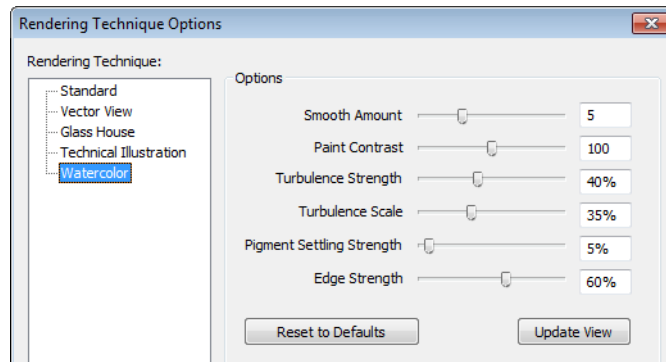 Rendering Technique Options
Rendering Technique:
Standard
Vector View
Glass House
Technical Illustration
Watercolor
Options
Smooth Amount 5
Paint Contrast 100
Turbulence Strength 40%
Turbulence Scale 35%
Pigment Settling Strength 5%
Edge Strength 60%
Reset to Defaults Update View